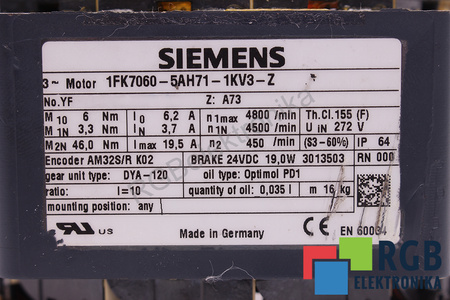 SIEMENS
3~ Motor 1FK7060-5AH71-1KV3-Z
No.YF Z: A73
M10 6 Nm I0 6,2 A n1max 4800 /min Th.Cl.155 (F)
M1N 3,3 Nm IN 3,7 A n1N 4500 /min UIN 272 V
M2N 46,0 Nm Imax 19,5 A n2 450 /min (S3-60%) IP 64
Encoder AM32S/R K02 BRAKE 24VDC 19,0W 3013503 RN 000
gear unit type: DYA-120 oil type: Optimol PD1
ratio: i=10 quantity of oil: 0,035 l m 16 kg
mounting position: any
US Made in Germany CE EN 60034
RGB
ELEKTRONIKA